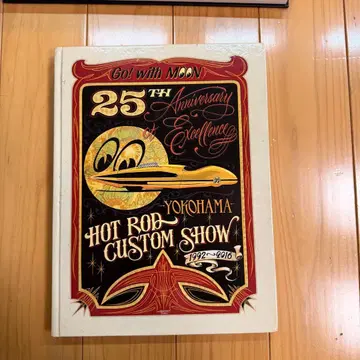 Go! with MOON
25TH
Anniversary
of
Excellence
YOKOHAMA
HOT ROD
CUSTOM SHOW
1992-2016